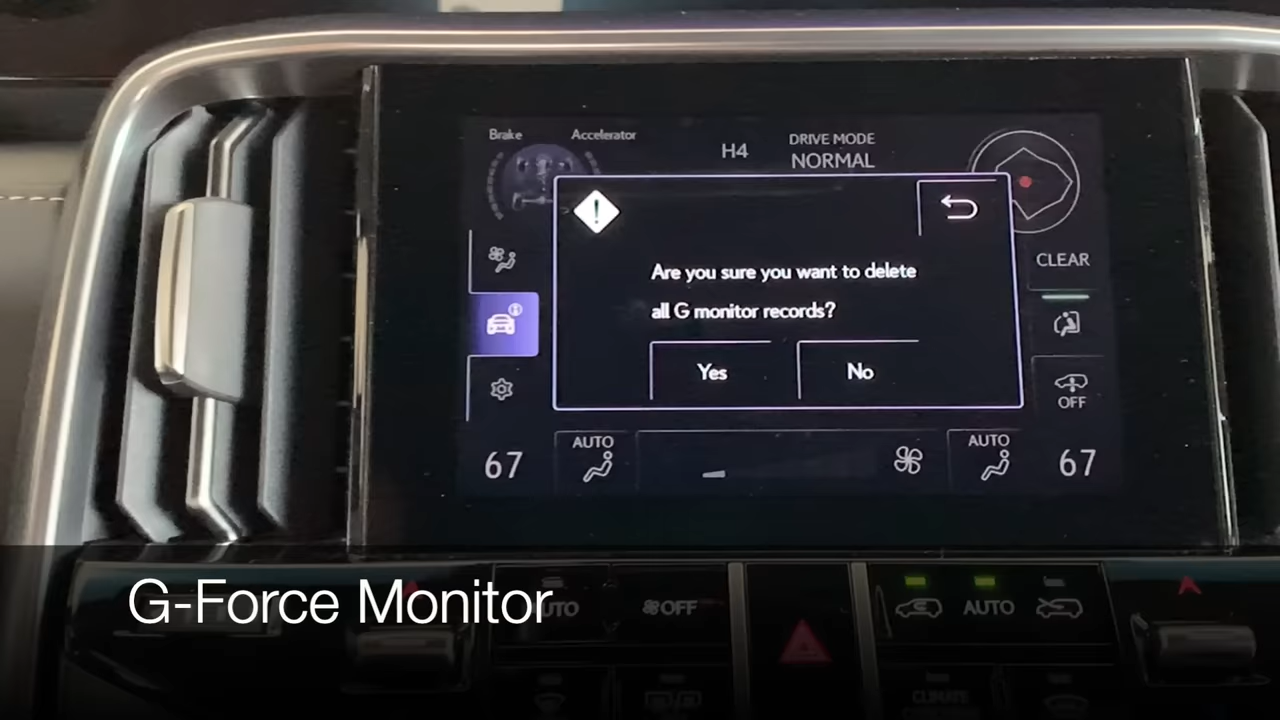 Brake Accelerator
H4
DRIVE MODE
NORMAL
!
Are you sure you want to delete
all G monitor records?
Yes No
CLEAR
OFF
67
AUTO
AUTO
67
G-Force Monitor
OFF
AUTO
CLIMATE